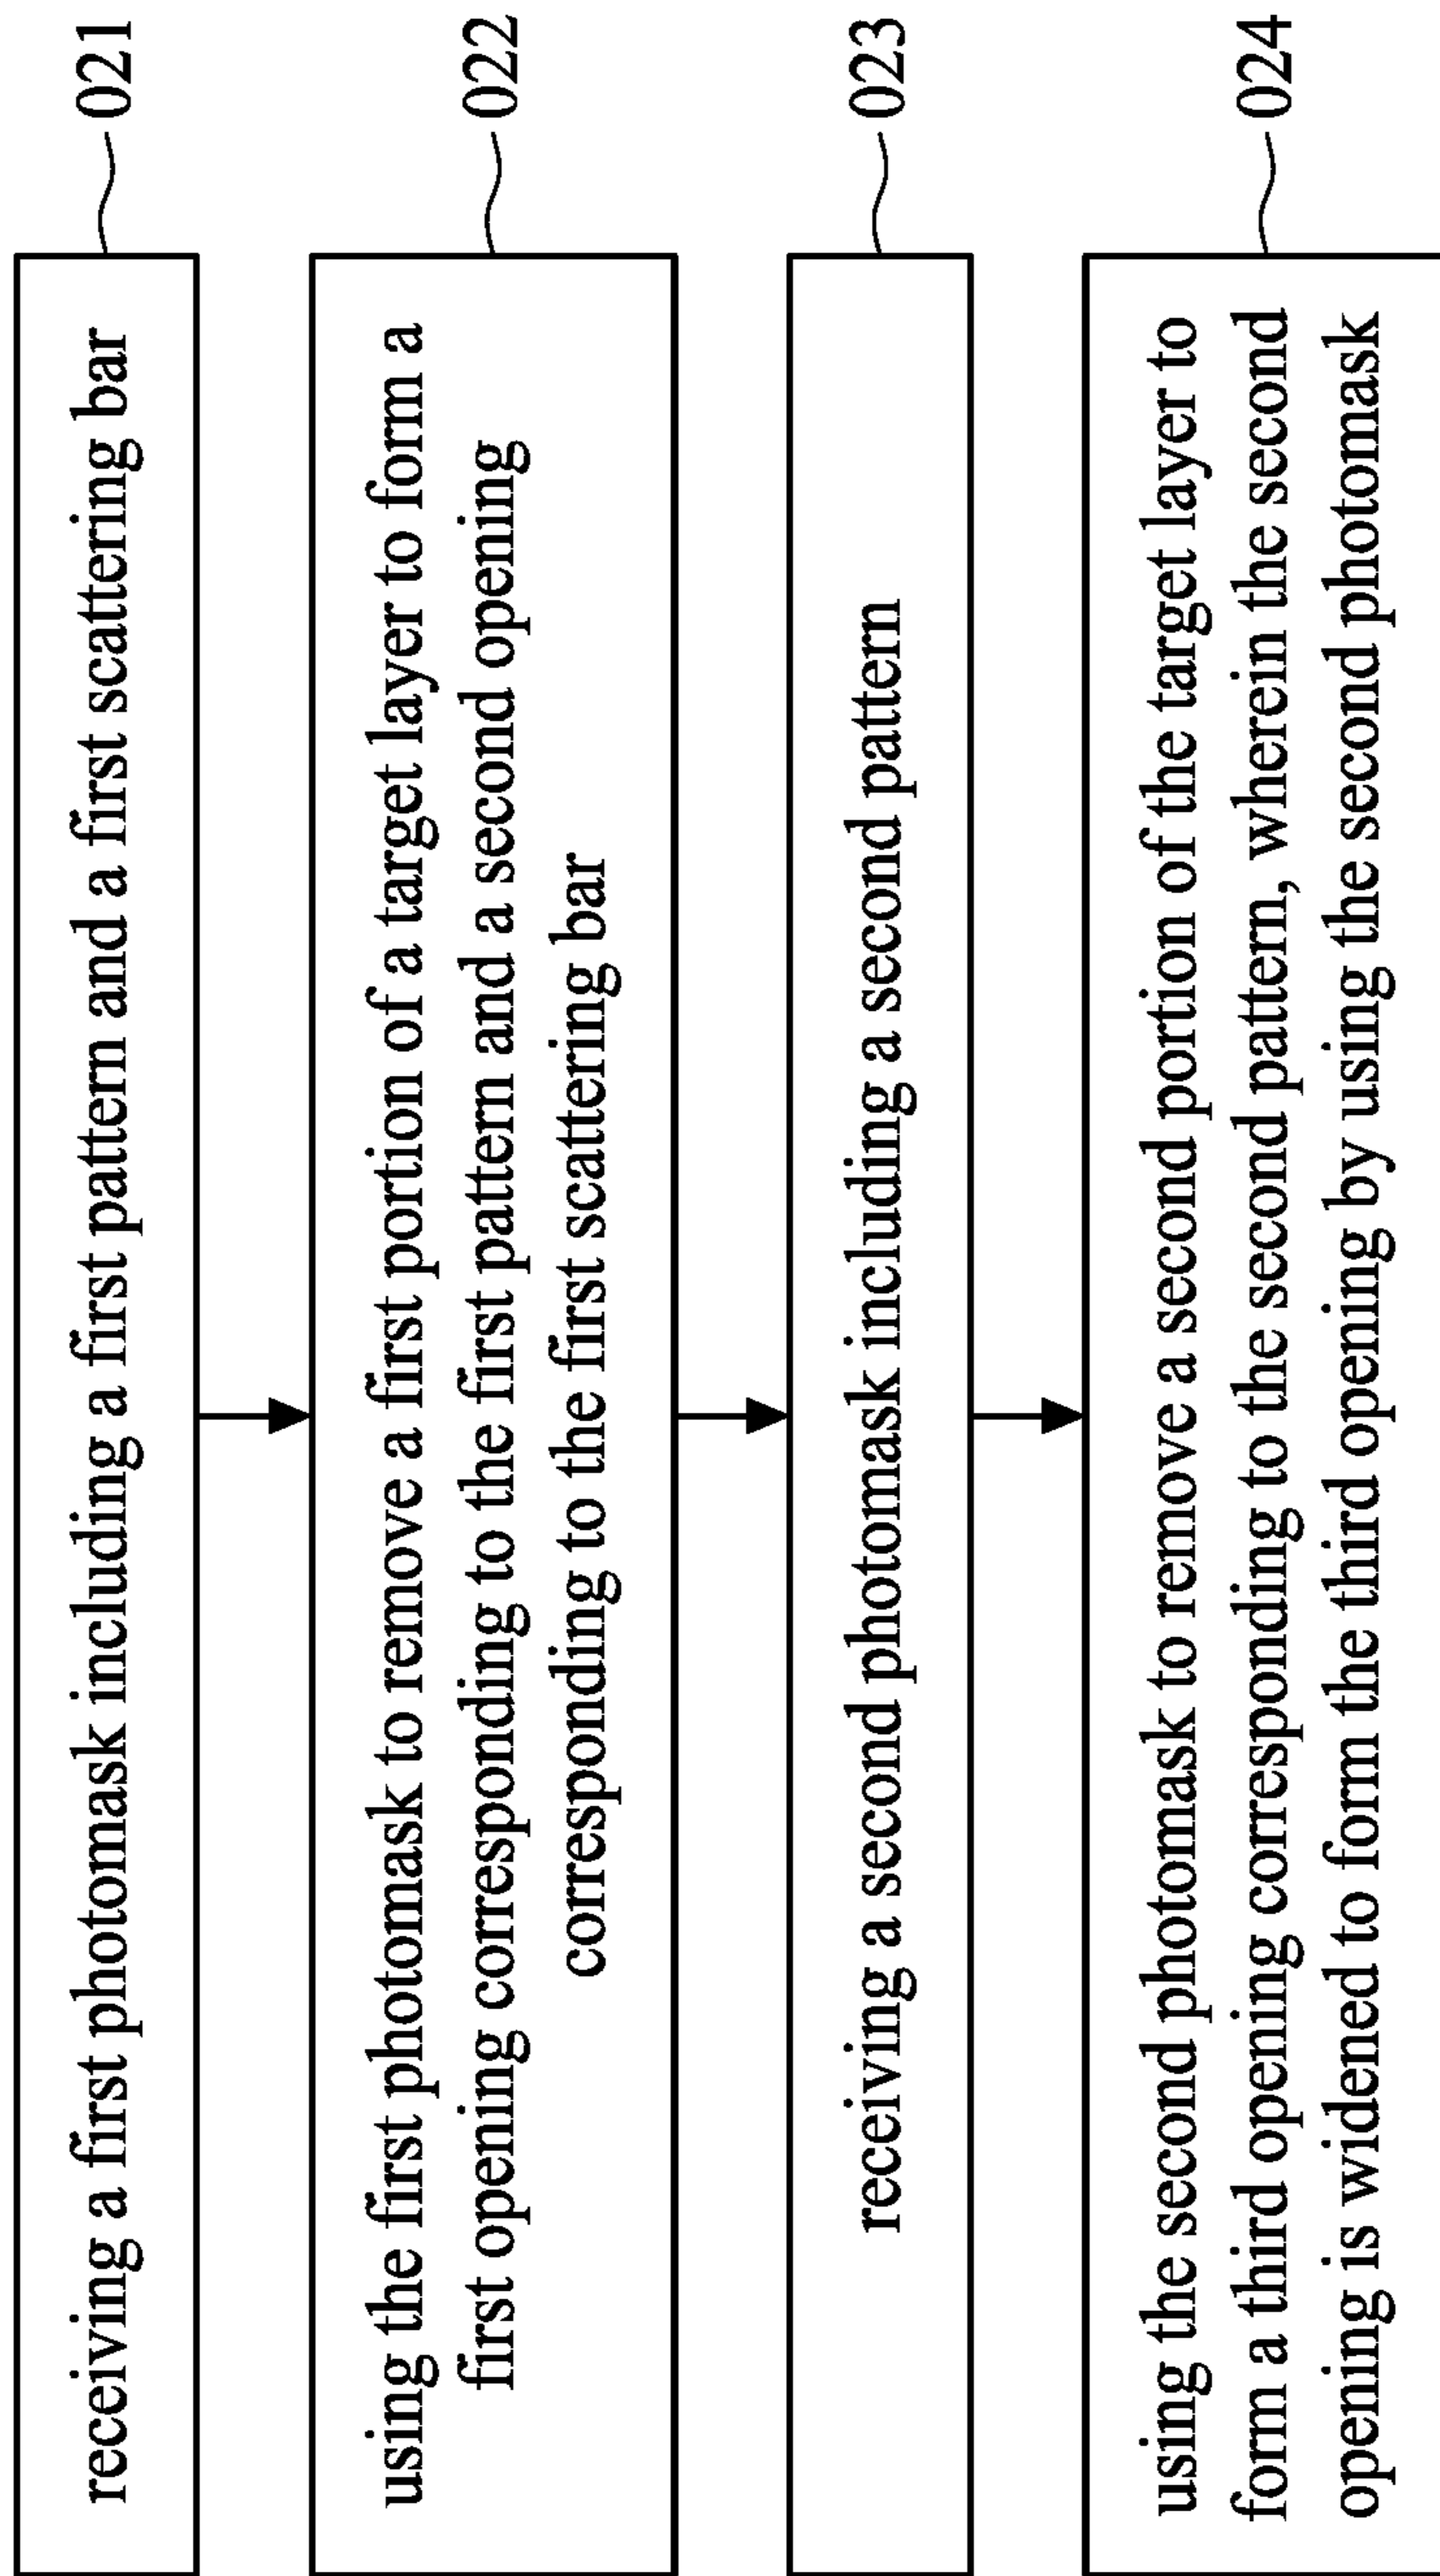 receiving a first photomask including a first pattern and a first scattering bar
021
using the first photomask to remove a first portion of a target layer to form a
first opening corresponding to the first pattern and a second opening
corresponding to the first scattering bar
022
receiving a second photomask including a second pattern
023
using the second photomask to remove a second portion of the target layer to
form a third opening corresponding to the second pattern, wherein the second
opening is widened to form the third opening by using the second photomask
024